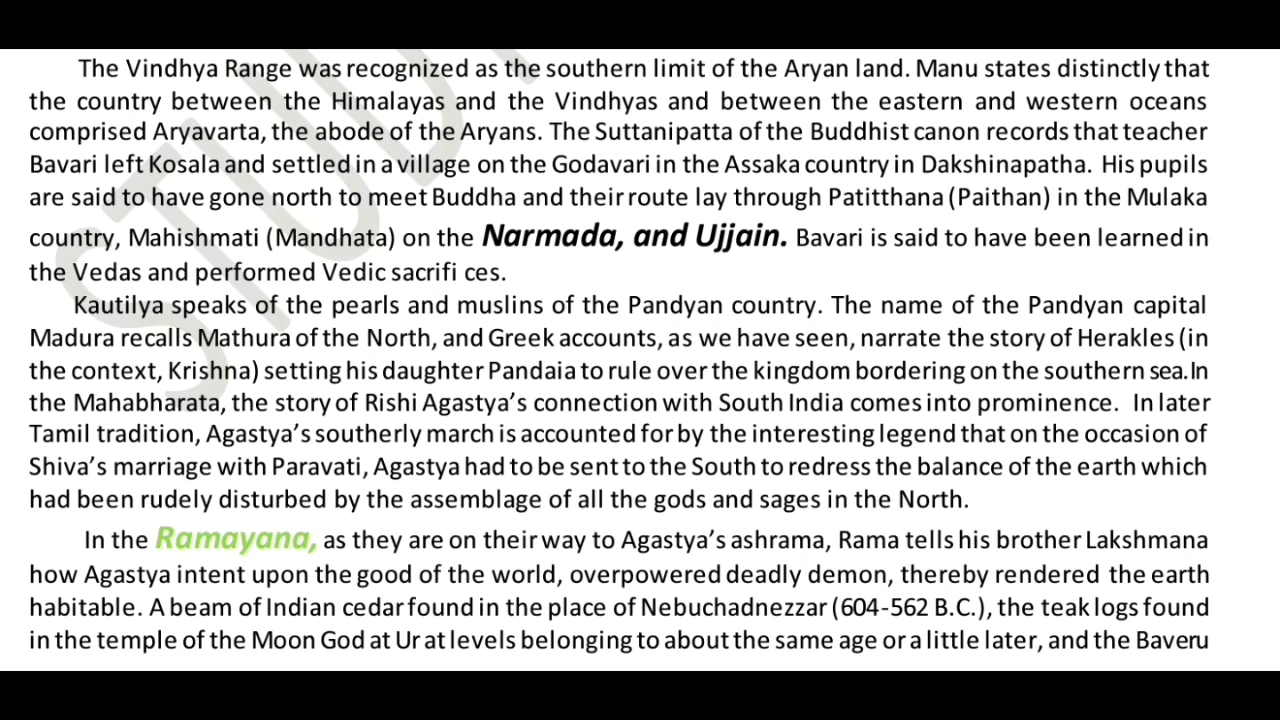 The Vindhya Range was recognized as the southern limit of the Aryan land. Manu states distinctly that
the country between the Himalayas and the Vindhyas and between the eastern and western oceans
comprised Aryavarta, the abode of the Aryans. The Suttanipatta of the Buddhist canon records that teacher
Bavari left Kosala and settled in a village on the Godavari in the Assaka country in Dakshinapatha. His pupils
are said to have gone north to meet Buddha and their route lay through Patitthana (Paithan) in the Mulaka
country, Mahishmati (Mandhata) on the Narmada, and Ujjain. Bavari is said to have been learned in
the Vedas and performed Vedic sacrifi ces.
Kautilya speaks of the pearls and muslins of the Pandyan country. The name of the Pandyan capital
Madura recalls Mathura of the North, and Greek accounts, as we have seen, narrate the story of Herakles (in
the context, Krishna) setting his daughter Pandaia to rule over the kingdom bordering on the southern sea.In
the Mahabharata, the story of Rishi Agastya's connection with South India comes into prominence. In later
Tamil tradition, Agastya's southerly march is accounted for by the interesting legend that on the occasion of
Shiva's marriage with Paravati, Agastya had to be sent to the South to redress the balance of the earth which
had been rudely disturbed by the assemblage of all the gods and sages in the North.
In the Ramayana, as they are on their way to Agastya's ashrama, Rama tells his brother Lakshmana
how Agastya intent upon the good of the world, overpowered deadly demon, thereby rendered the earth
habitable. A beam of Indian cedar found in the place of Nebuchadnezzar (604-562 B.C.), the teak logs found
in the temple of the Moon God at Ur at levels belonging to about the same age or a little later, and the Baveru